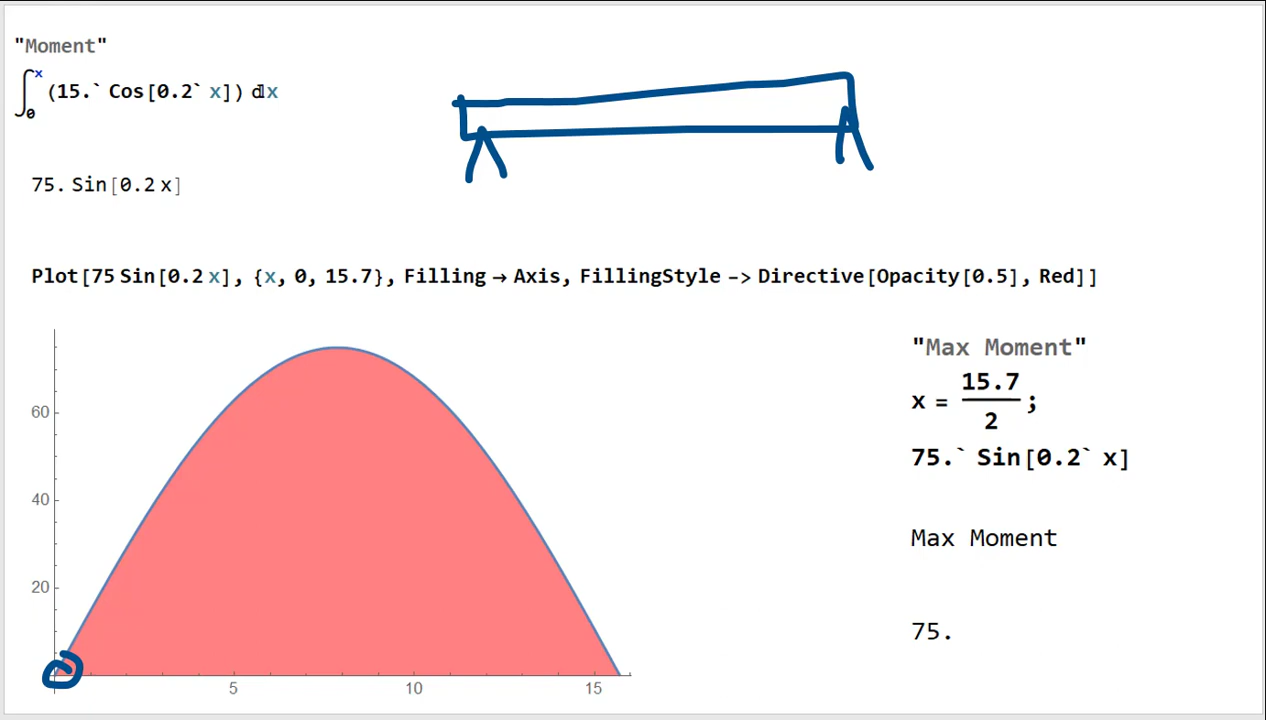 "Moment"
∫₀ˣ (15.` Cos[0.2` x]) ⅆx
75. Sin[0.2 x]
Plot[75 Sin[0.2 x], {x, 0, 15.7}, Filling → Axis, FillingStyle -> Directive[Opacity[0.5], Red]]
60
40
20
5 10 15
"Max Moment"
x = 15.7/2;
75.` Sin[0.2` x]
Max Moment
75.